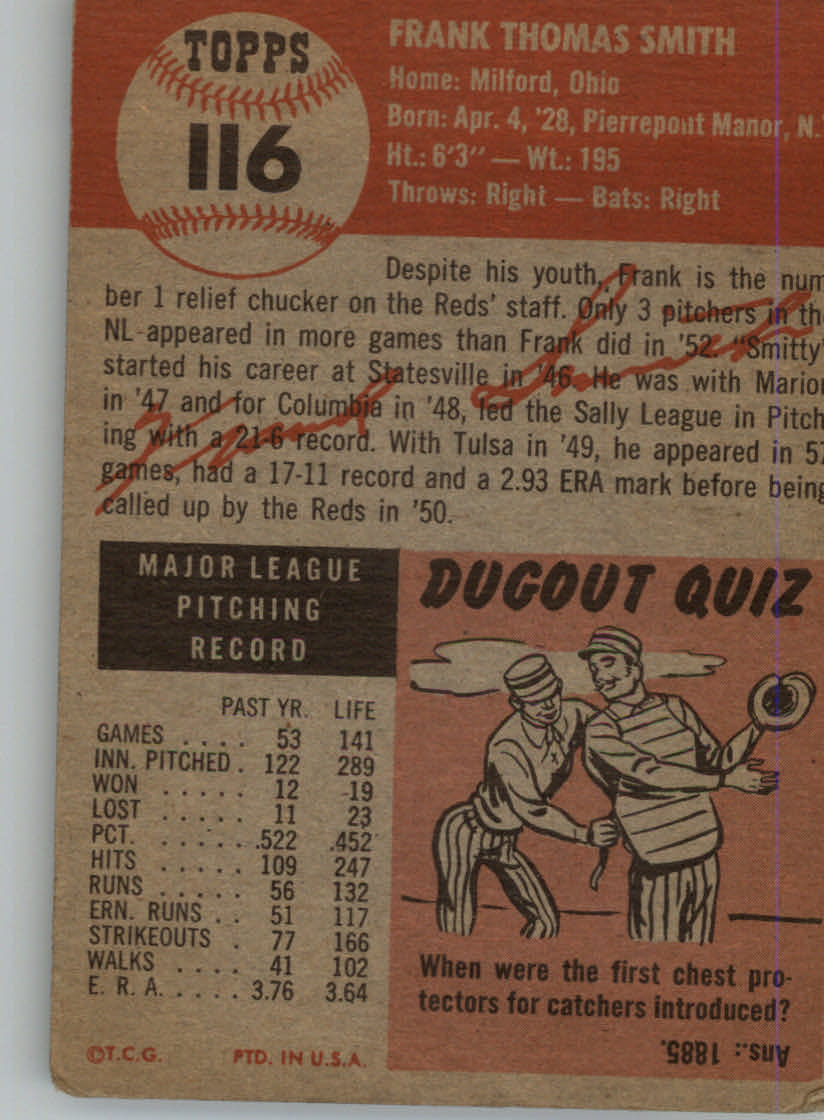 TOPPS
116
FRANK THOMAS SMITH
Home: Milford, Ohio
Born: Apr. 4, '28, Pierrepont Manor, N.
Ht.: 6'3" — Wt.: 195
Throws: Right — Bats: Right
Despite his youth, Frank is the num
ber 1 relief chucker on the Reds' staff. Only 3 pitchers in th
NL appeared in more games than Frank did in '52. "Smitty"
started his career at Statesville in '46. He was with Marion
in '47 and for Columbia in '48, led the Sally League in Pitch
ing with a 21-6 record. With Tulsa in '49, he appeared in 57
games, had a 17-11 record and a 2.93 ERA mark before being
called up by the Reds in '50.
Frank Smith
MAJOR LEAGUE
PITCHING
RECORD
PAST YR. LIFE
GAMES .... 53 141
INN. PITCHED . 122 289
WON ..... 12 19
LOST ..... 11 23
PCT. ...... .522 .452
HITS ..... 109 247
RUNS ..... 56 132
ERN. RUNS .. 51 117
STRIKEOUTS . 77 166
WALKS .... 41 102
E. R. A. .... 3.76 3.64
©T.C.G. PTD. IN U.S.A.
DUGOUT QUIZ
When were the first chest pro-
tectors for catchers introduced?
Ans.: 1885.